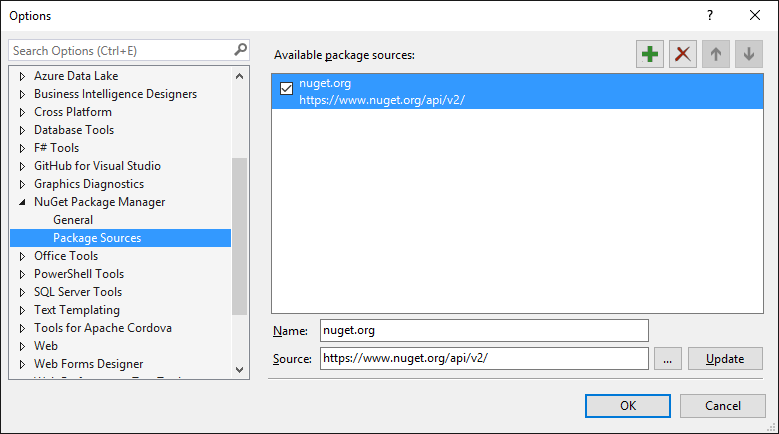 Options
Search Options (Ctrl+E)
Azure Data Lake
Business Intelligence Designers
Cross Platform
Database Tools
F# Tools
GitHub for Visual Studio
Graphics Diagnostics
NuGet Package Manager
General
Package Sources
Office Tools
PowerShell Tools
SQL Server Tools
Text Templating
Tools for Apache Cordova
Web
Web Forms Designer
Available package sources:
nuget.org
https://www.nuget.org/api/v2/
Name: nuget.org
Source: https://www.nuget.org/api/v2/ ... Update
OK Cancel